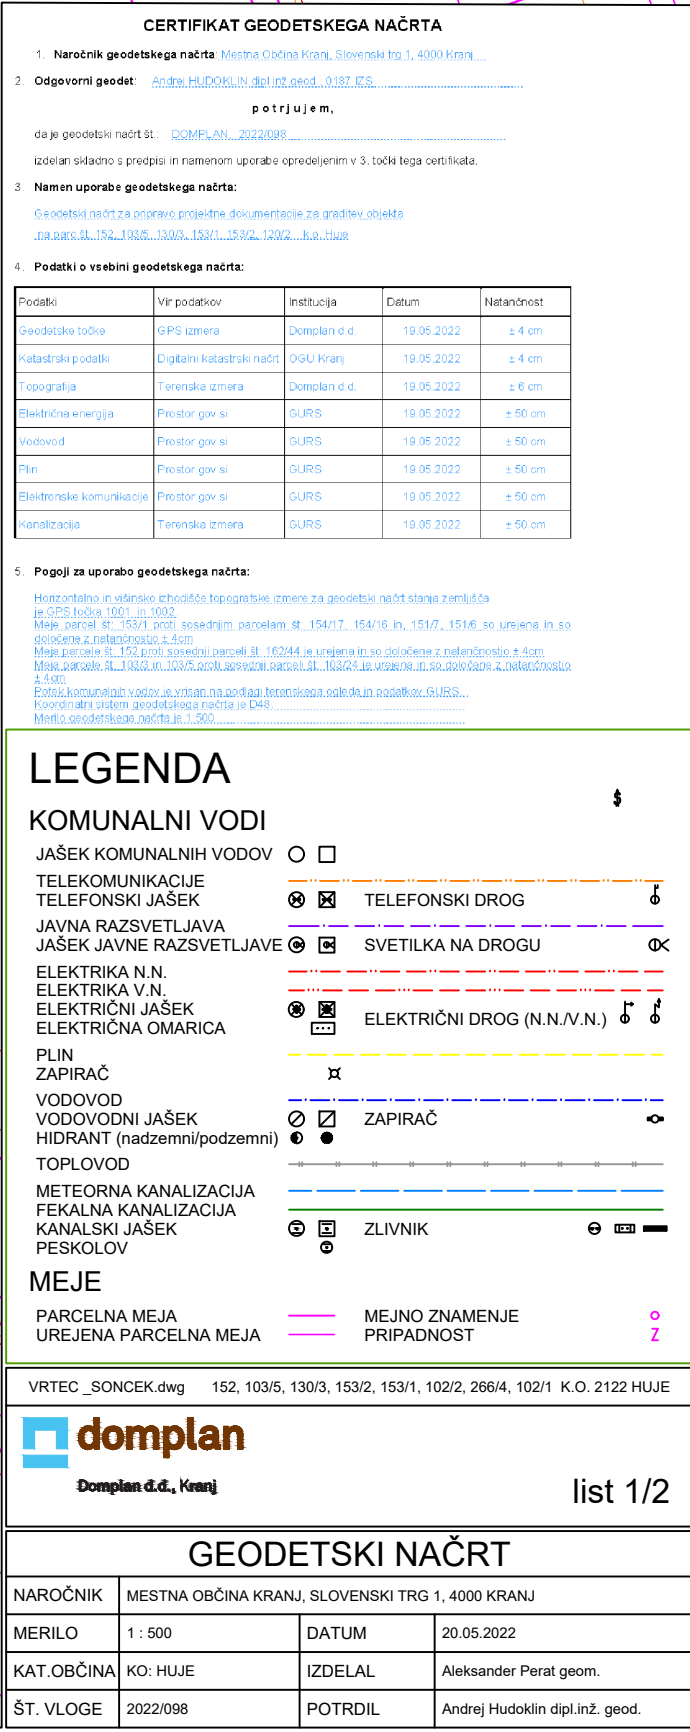 CERTIFIKAT GEODETSKEGA NAČRTA
1. Naročnik geodetskega načrta: Mestna Občina Kranj, Slovenski trg 1, 4000 Kranj
2. Odgovorni geodet: Andrej HUDOKLIN dipl.inž.geod., 0187 IZS
potrjujem,
da je geodetski načrt št.: DOMPLAN, 2022/098
izdelan skladno s predpisi in namenom uporabe opredeljenim v 3. točki tega certifikata.
3. Namen uporabe geodetskega načrta:
Geodetski načrt za pripravo projektne dokumentacije za graditev objekta
na parc.št. 152, 103/5, 130/3, 153/1, 153/2, 120/2 k.o. Huje
4. Podatki o vsebini geodetskega načrta:
Podatki Vir podatkov Institucija Datum Natančnost
Geodetske točke GPS izmera Domplan d.d. 19.05.2022 ± 4 cm
Katastrski podatki Digitalni katastrski načrt OGU Kranj 19.05.2022 ± 4 cm
Topografija Terenska izmera Domplan d.d. 19.05.2022 ± 6 cm
Električna energija Prostor.gov.si GURS 19.05.2022 ± 50 cm
Vodovod Prostor.gov.si GURS 19.05.2022 ± 50 cm
Plin Prostor.gov.si GURS 19.05.2022 ± 50 cm
Elektronske komunikacije Prostor.gov.si GURS 19.05.2022 ± 50 cm
Kanalizacija Terenska izmera GURS 19.05.2022 ± 50 cm
5. Pogoji za uporabo geodetskega načrta:
Horizontalno in višinsko izhodišče topografske izmere za geodetski načrt stanja zemljišča
je GPS točka 1001 in 1002.
Meje parcel št: 153/1 proti sosednjim parcelam št: 154/17, 154/16 in, 151/7, 151/6 so urejena in so
določene z natančnostjo ± 4cm
Meja parcele št. 152 proti sosednji parceli št. 162/44 je urejena in so določene z natančnostjo ± 4cm
Meja parcele št. 103/3 in 103/5 proti sosednji parceli št. 103/24 je urejena in so določene z natančnostjo
± 4cm
Potek komunalnih vodov je vrisan na podlagi terenskega ogleda in podatkov GURS.
Koordinatni sistem geodetskega načrta je D48.
Merilo geodetskega načrta je 1:500
LEGENDA
KOMUNALNI VODI
JAŠEK KOMUNALNIH VODOV
TELEKOMUNIKACIJE
TELEFONSKI JAŠEK TELEFONSKI DROG
JAVNA RAZSVETLJAVA
JAŠEK JAVNE RAZSVETLJAVE SVETILKA NA DROGU
ELEKTRIKA N.N.
ELEKTRIKA V.N.
ELEKTRIČNI JAŠEK
ELEKTRIČNI DROG (N.N./V.N.)
ELEKTRIČNA OMARICA
PLIN
ZAPIRAČ
VODOVOD
VODOVODNI JAŠEK ZAPIRAČ
HIDRANT (nadzemni/podzemni)
TOPLOVOD
METEORNA KANALIZACIJA
FEKALNA KANALIZACIJA
KANALSKI JAŠEK ZLIVNIK
PESKOLOV
MEJE
PARCELNA MEJA MEJNO ZNAMENJE
UREJENA PARCELNA MEJA PRIPADNOST Z
VRTEC _SONCEK.dwg 152, 103/5, 130/3, 153/2, 153/1, 102/2, 266/4, 102/1 K.O. 2122 HUJE
domplan
Domplan d.d., Kranj
list 1/2
GEODETSKI NAČRT
NAROČNIK MESTNA OBČINA KRANJ, SLOVENSKI TRG 1, 4000 KRANJ
MERILO 1 : 500 DATUM 20.05.2022
KAT.OBČINA KO: HUJE IZDELAL Aleksander Perat geom.
ŠT. VLOGE 2022/098 POTRDIL Andrej Hudoklin dipl.inž. geod.